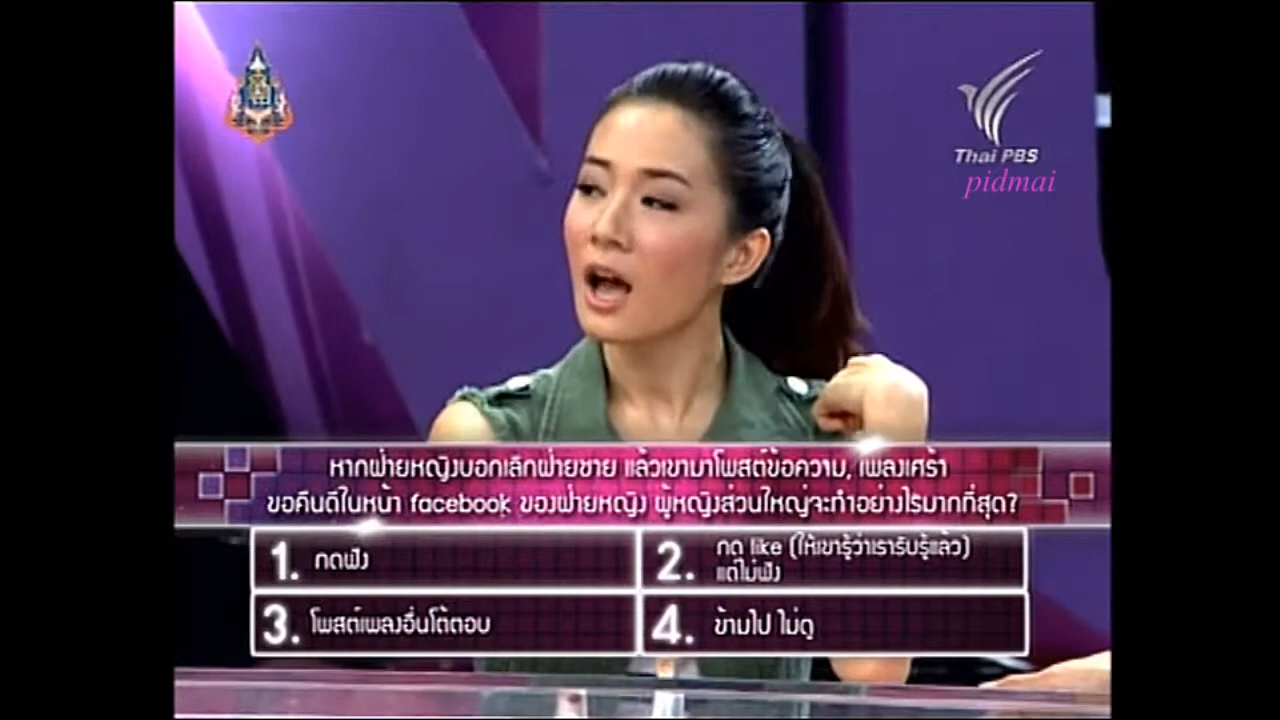 Thai PBS
pidmai
หากฝ่ายหญิงบอกเลิกฝ่ายชาย แล้วเขามาโพสต์ข้อความ, เพลงเศร้า
ขอคืนดีในหน้า facebook ของฝ่ายหญิง ผู้หญิงส่วนใหญ่จะทำอย่างไรมากที่สุด?
1. กดฟัง
2. กด like (ให้เขารู้ว่าเรารับรู้แล้ว)
แต่ไม่ฟัง
3. โพสต์เพลงอื่นโต้ตอบ
4. ข้ามไป ไม่ดู